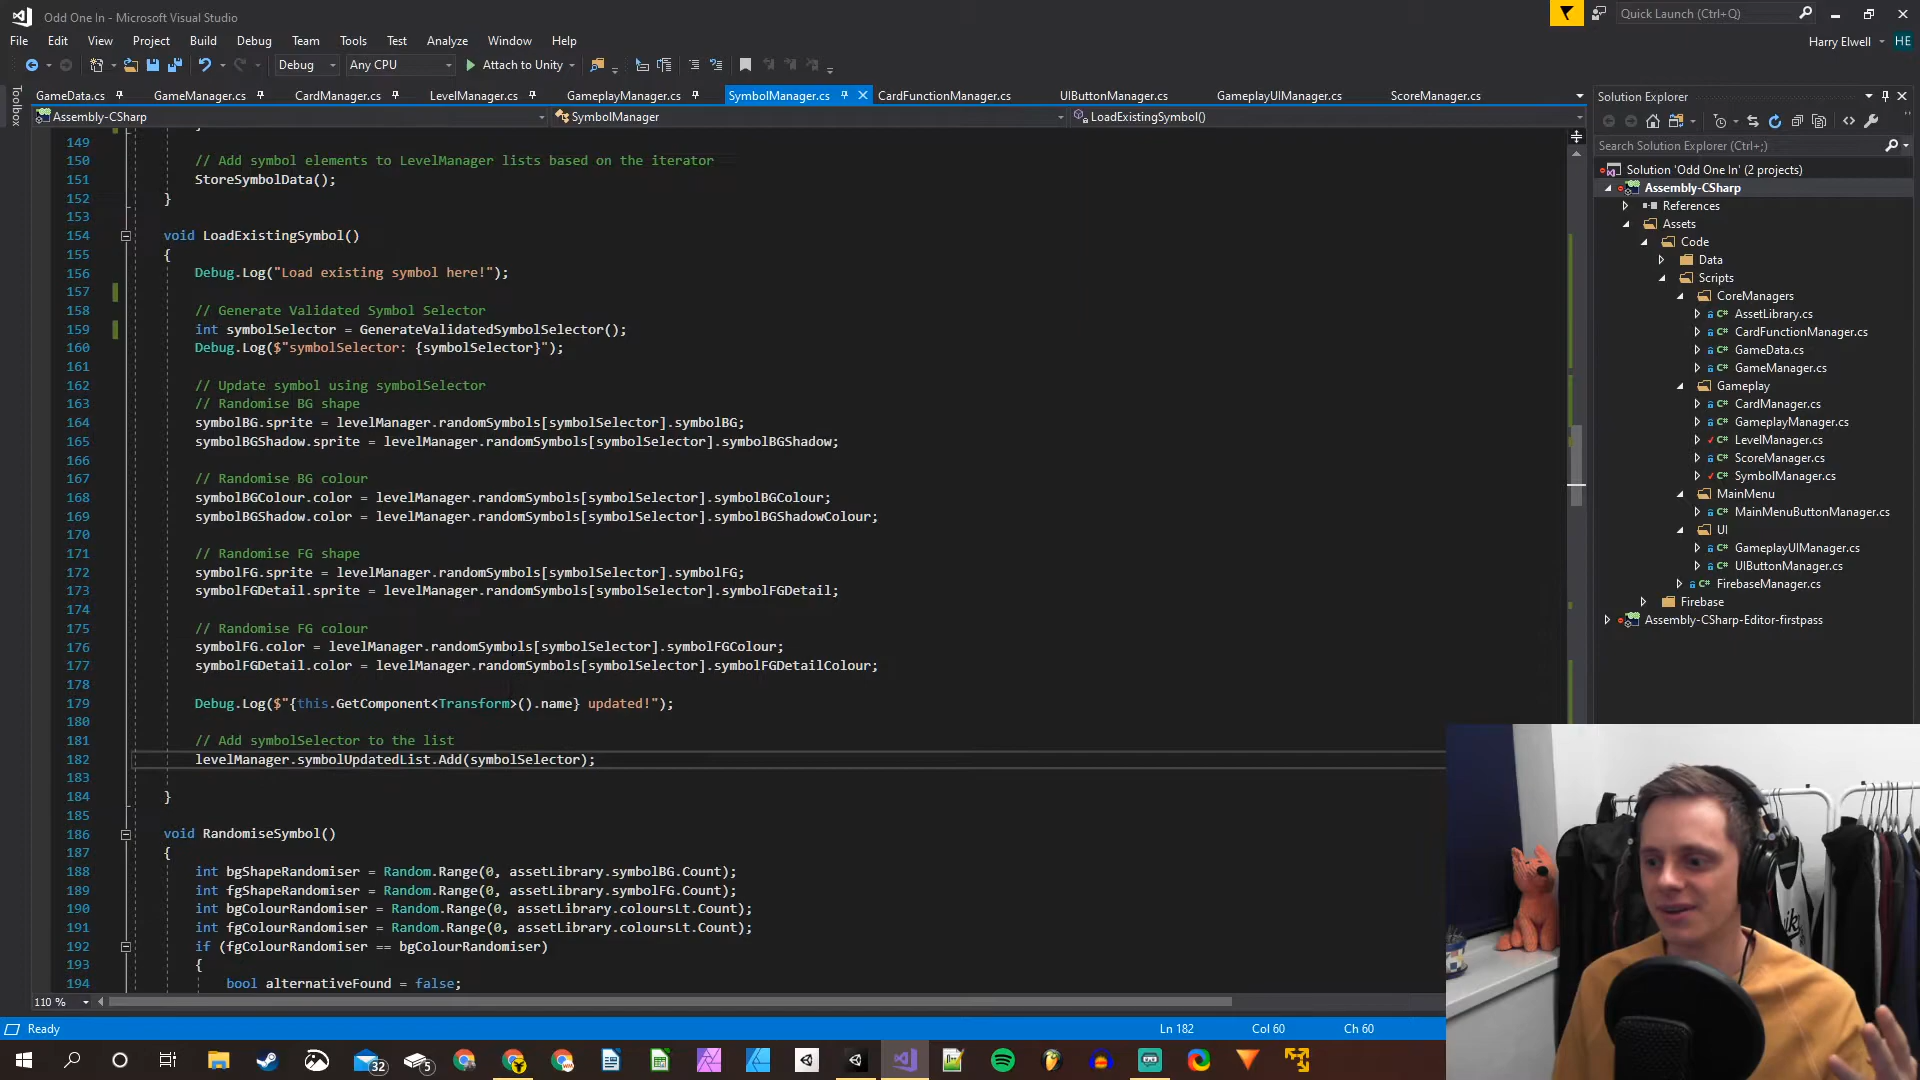 Odd One In - Microsoft Visual Studio
Quick Launch (Ctrl+Q)
File Edit View Project Build Debug Team Tools Test Analyze Window Help
Harry Elwell HE
Debug Any CPU Attach to Unity
Toolbox
GameData.cs GameManager.cs CardManager.cs LevelManager.cs GameplayManager.cs SymbolManager.cs CardFunctionManager.cs UIButtonManager.cs GameplayUIManager.cs ScoreManager.cs
Assembly-CSharp SymbolManager LoadExistingSymbol()
149
150 // Add symbol elements to LevelManager lists based on the iterator
151 StoreSymbolData();
152 }
153
154 void LoadExistingSymbol()
155 {
156 Debug.Log("Load existing symbol here!");
157
158 // Generate Validated Symbol Selector
159 int symbolSelector = GenerateValidatedSymbolSelector();
160 Debug.Log($"symbolSelector: {symbolSelector}");
161
162 // Update symbol using symbolSelector
163 // Randomise BG shape
164 symbolBG.sprite = levelManager.randomSymbols[symbolSelector].symbolBG;
165 symbolBGShadow.sprite = levelManager.randomSymbols[symbolSelector].symbolBGShadow;
166
167 // Randomise BG colour
168 symbolBGColour.color = levelManager.randomSymbols[symbolSelector].symbolBGColour;
169 symbolBGShadow.color = levelManager.randomSymbols[symbolSelector].symbolBGShadowColour;
170
171 // Randomise FG shape
172 symbolFG.sprite = levelManager.randomSymbols[symbolSelector].symbolFG;
173 symbolFGDetail.sprite = levelManager.randomSymbols[symbolSelector].symbolFGDetail;
174
175 // Randomise FG colour
176 symbolFG.color = levelManager.randomSymbols[symbolSelector].symbolFGColour;
177 symbolFGDetail.color = levelManager.randomSymbols[symbolSelector].symbolFGDetailColour;
178
179 Debug.Log($"{this.GetComponent<Transform>().name} updated!");
180
181 // Add symbolSelector to the list
182 levelManager.symbolUpdatedList.Add(symbolSelector);
183
184 }
185
186 void RandomiseSymbol()
187 {
188 int bgShapeRandomiser = Random.Range(0, assetLibrary.symbolBG.Count);
189 int fgShapeRandomiser = Random.Range(0, assetLibrary.symbolFG.Count);
190 int bgColourRandomiser = Random.Range(0, assetLibrary.coloursLt.Count);
191 int fgColourRandomiser = Random.Range(0, assetLibrary.coloursLt.Count);
192 if (fgColourRandomiser == bgColourRandomiser)
193 {
194 bool alternativeFound = false;
110 %
Solution Explorer
Search Solution Explorer (Ctrl+;)
Solution 'Odd One In' (2 projects)
Assembly-CSharp
References
Assets
Code
Data
Scripts
CoreManagers
AssetLibrary.cs
CardFunctionManager.cs
GameData.cs
GameManager.cs
Gameplay
CardManager.cs
GameplayManager.cs
LevelManager.cs
ScoreManager.cs
SymbolManager.cs
MainMenu
MainMenuButtonManager.cs
UI
GameplayUIManager.cs
UIButtonManager.cs
FirebaseManager.cs
Firebase
Assembly-CSharp-Editor-firstpass
Ready Ln 182 Col 60 Ch 60
32 5